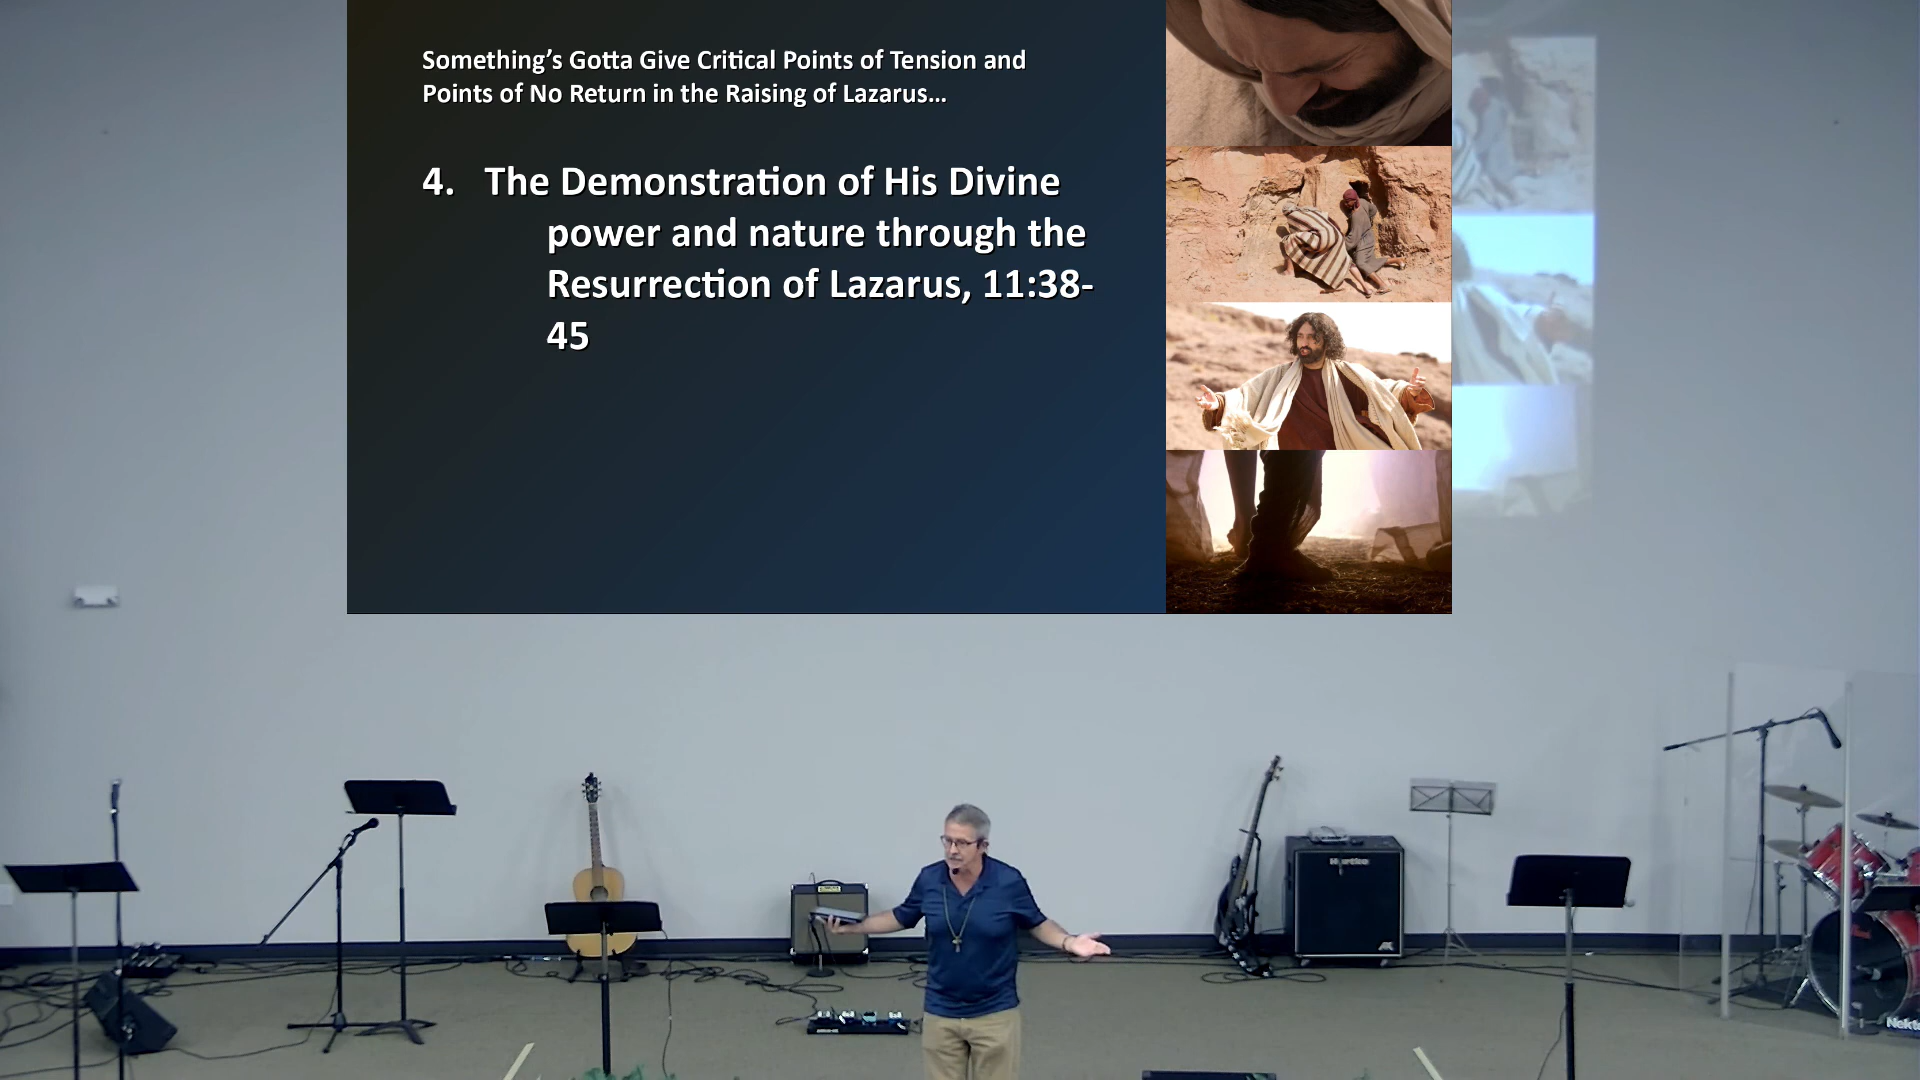 Something's Gotta Give Critical Points of Tension and
Points of No Return in the Raising of Lazarus…
4. The Demonstration of His Divine
power and nature through the
Resurrection of Lazarus, 11:38-
45
Hartke